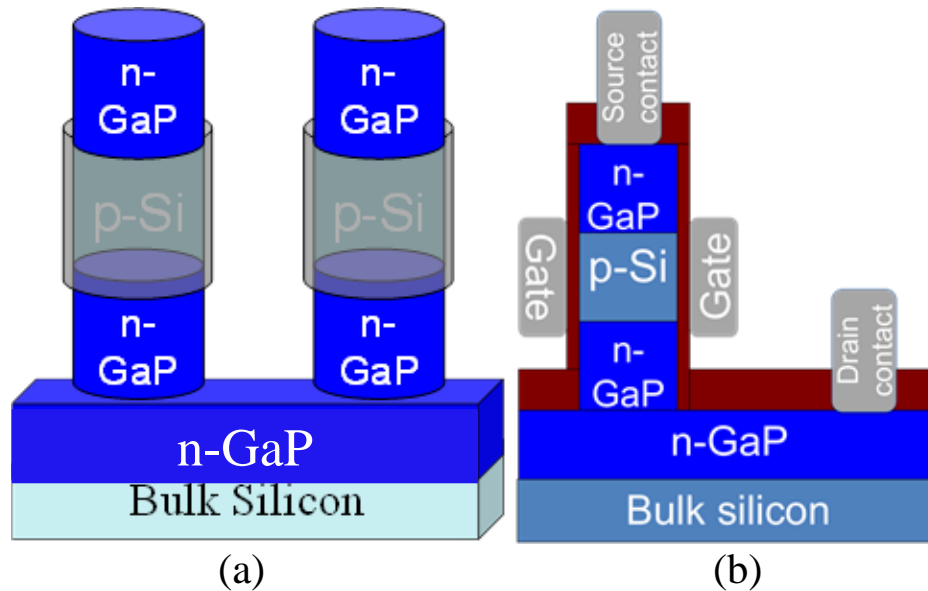 n-
GaP
n-
GaP
p-Si
p-Si
n-
GaP
n-
GaP
n-GaP
Bulk Silicon
(a)
Source
contact
n-
GaP
Gate
p-Si
Gate
n-
GaP
Drain
contact
n-GaP
Bulk silicon
(b)